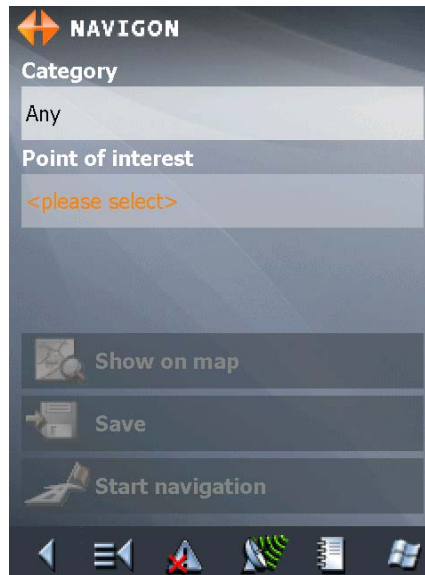 NAVIGON
Category
Any
Point of interest
<please select>
Show on map
Save
Start navigation